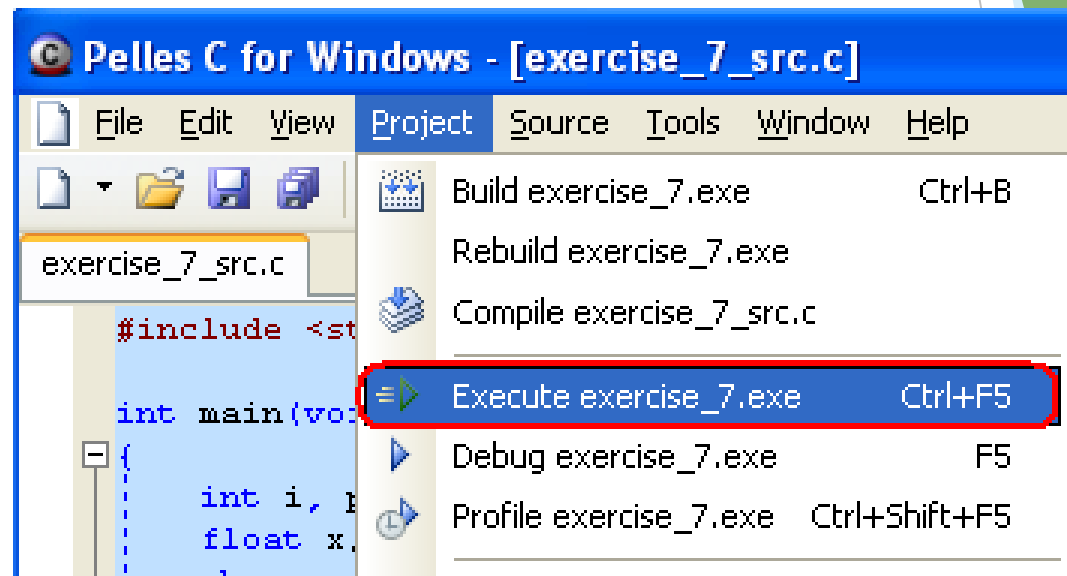 Pelles C for Windows - [exercise_7_src.c]
File Edit View Project Source Tools Window Help
Build exercise_7.exe Ctrl+B
exercise_7_src.c
Rebuild exercise_7.exe
Compile exercise_7_src.c
#include
Execute exercise_7.exe Ctrl+F5
int main(
{
Debug exercise_7.exe F5
int i,
Profile exercise_7.exe Ctrl+Shift+F5
float x